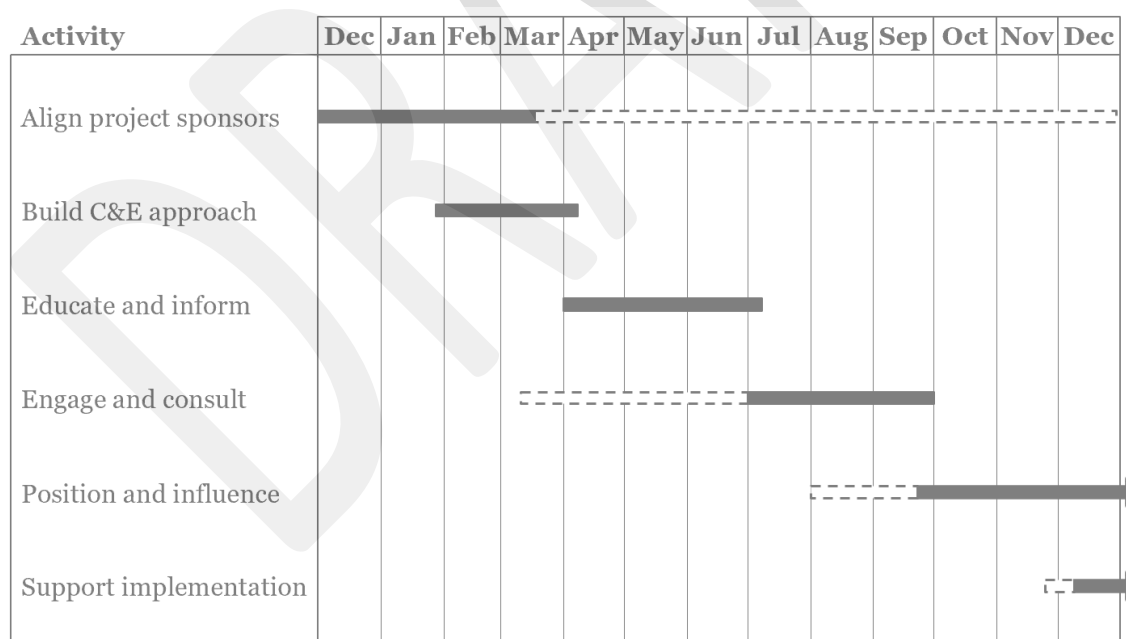 Activity Dec Jan Feb Mar Apr May Jun Jul Aug Sep Oct Nov Dec
Align project sponsors
Build C&E approach
Educate and inform
Engage and consult
Position and influence
Support implementation